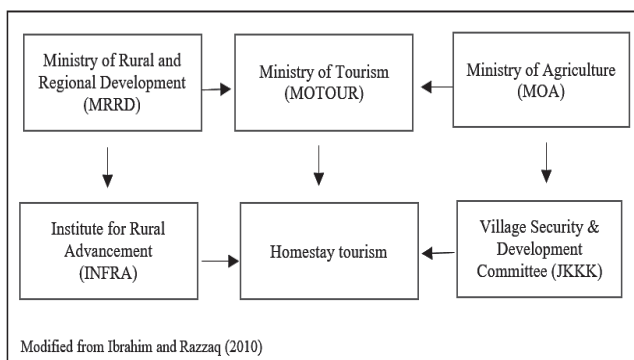 Ministry of Rural and
Regional Development
(MRRD)
Ministry of Tourism
(MOTOUR)
Ministry of Agriculture
(MOA)
Institute for Rural
Advancement
(INFRA)
Homestay tourism
Village Security &
Development
Committee (JKKK)
Modified from Ibrahim and Razzaq (2010)